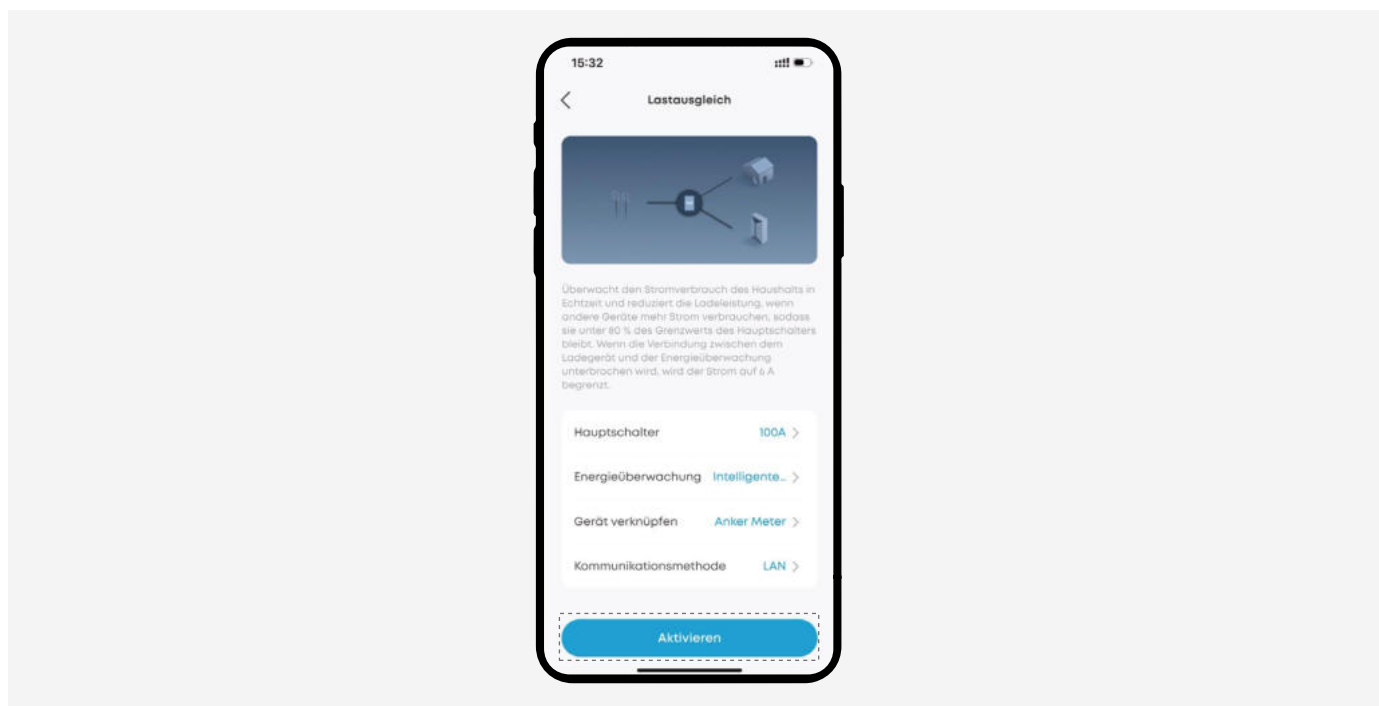 15:32
Lastausgleich
Überwacht den Stromverbrauch des Haushalts in
Echtzeit und reduziert die Ladeleistung, wenn
andere Geräte mehr Strom verbrauchen, sodass
sie unter 80 % des Grenzwerts des Hauptschalters
bleibt. Wenn die Verbindung zwischen dem
Ladegerät und der Energieüberwachung
unterbrochen wird, wird der Strom auf 6 A
begrenzt.
Hauptschalter 100A >
Energieüberwachung Intelligente... >
Gerät verknüpfen Anker Meter >
Kommunikationsmethode LAN >
Aktivieren